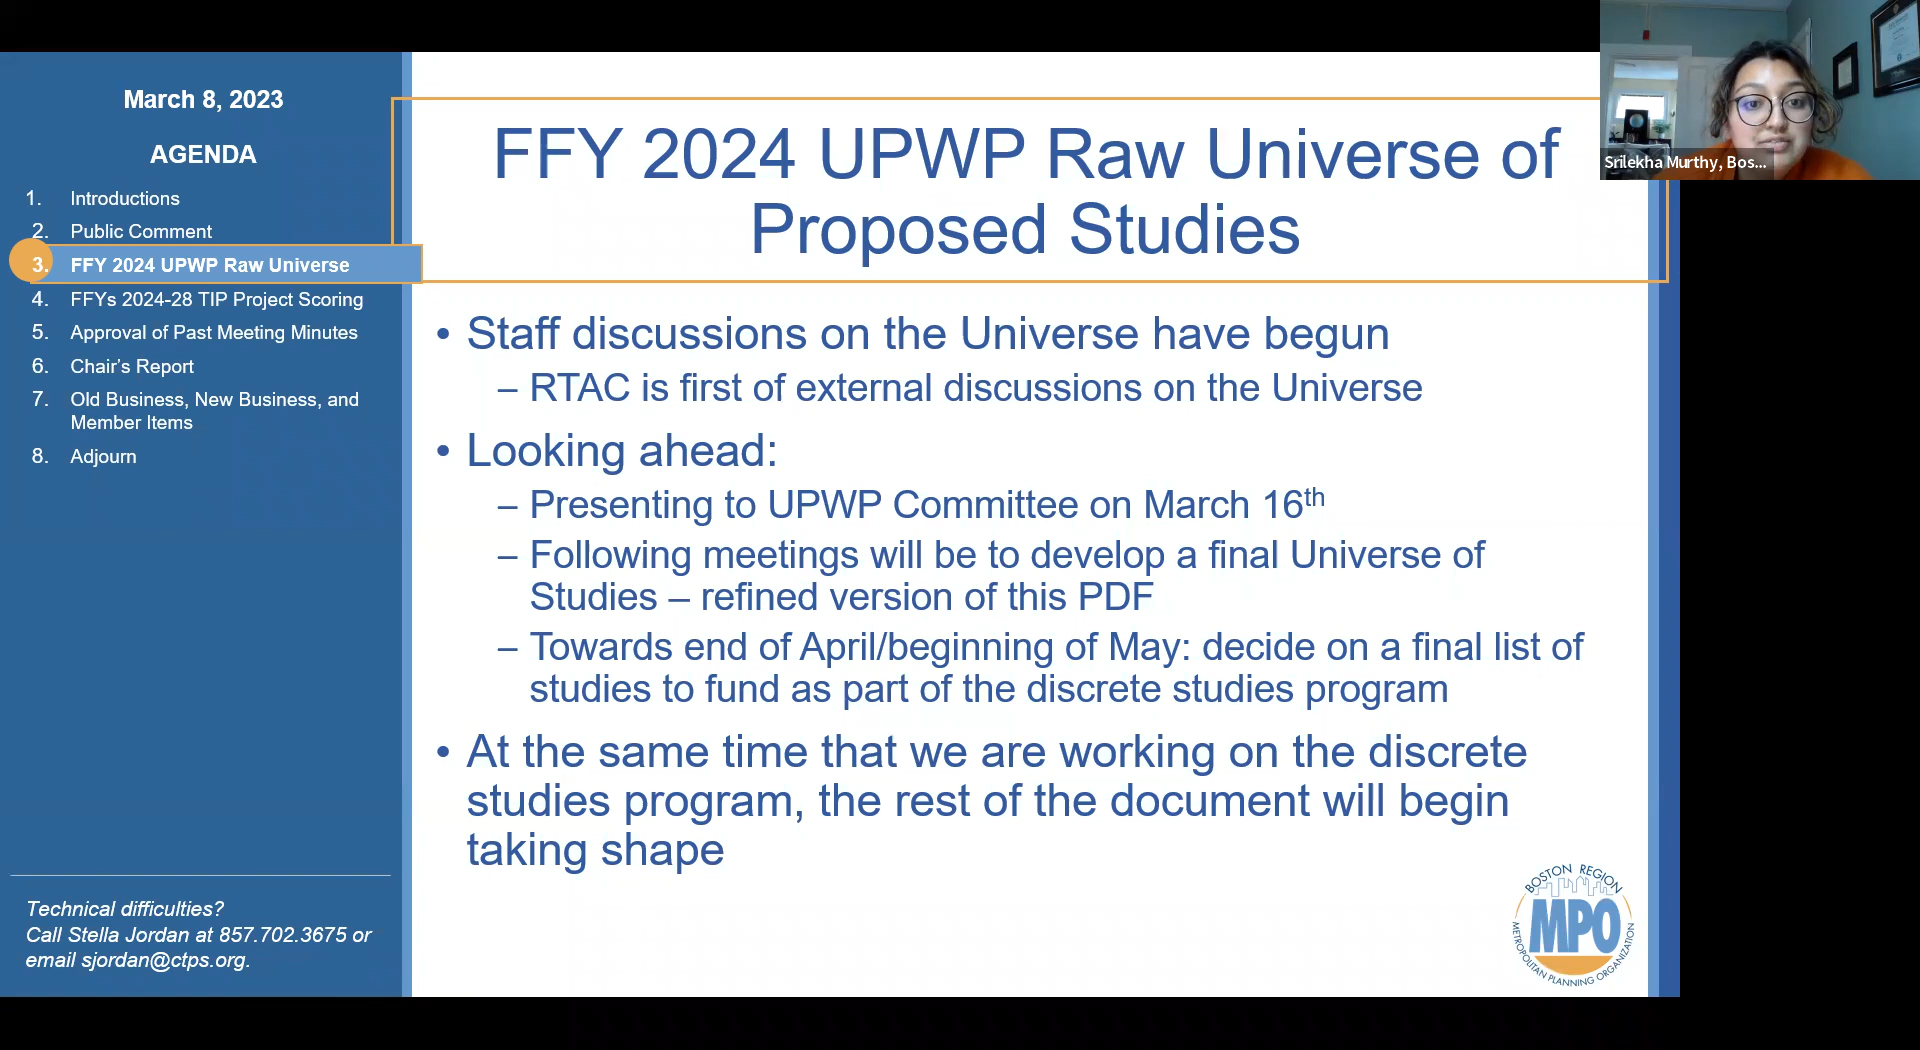 March 8, 2023
AGENDA
1. Introductions
2. Public Comment
3. FFY 2024 UPWP Raw Universe
4. FFYs 2024-28 TIP Project Scoring
5. Approval of Past Meeting Minutes
6. Chair's Report
7. Old Business, New Business, and
Member Items
8. Adjourn
Technical difficulties?
Call Stella Jordan at 857.702.3675 or
email sjordan@ctps.org.
FFY 2024 UPWP Raw Universe of
Proposed Studies
• Staff discussions on the Universe have begun
– RTAC is first of external discussions on the Universe
• Looking ahead:
– Presenting to UPWP Committee on March 16th
– Following meetings will be to develop a final Universe of
Studies – refined version of this PDF
– Towards end of April/beginning of May: decide on a final list of
studies to fund as part of the discrete studies program
• At the same time that we are working on the discrete
studies program, the rest of the document will begin
taking shape
BOSTON REGION
MPO
METROPOLITAN PLANNING ORGANIZATION
Srilekha Murthy, Bos...